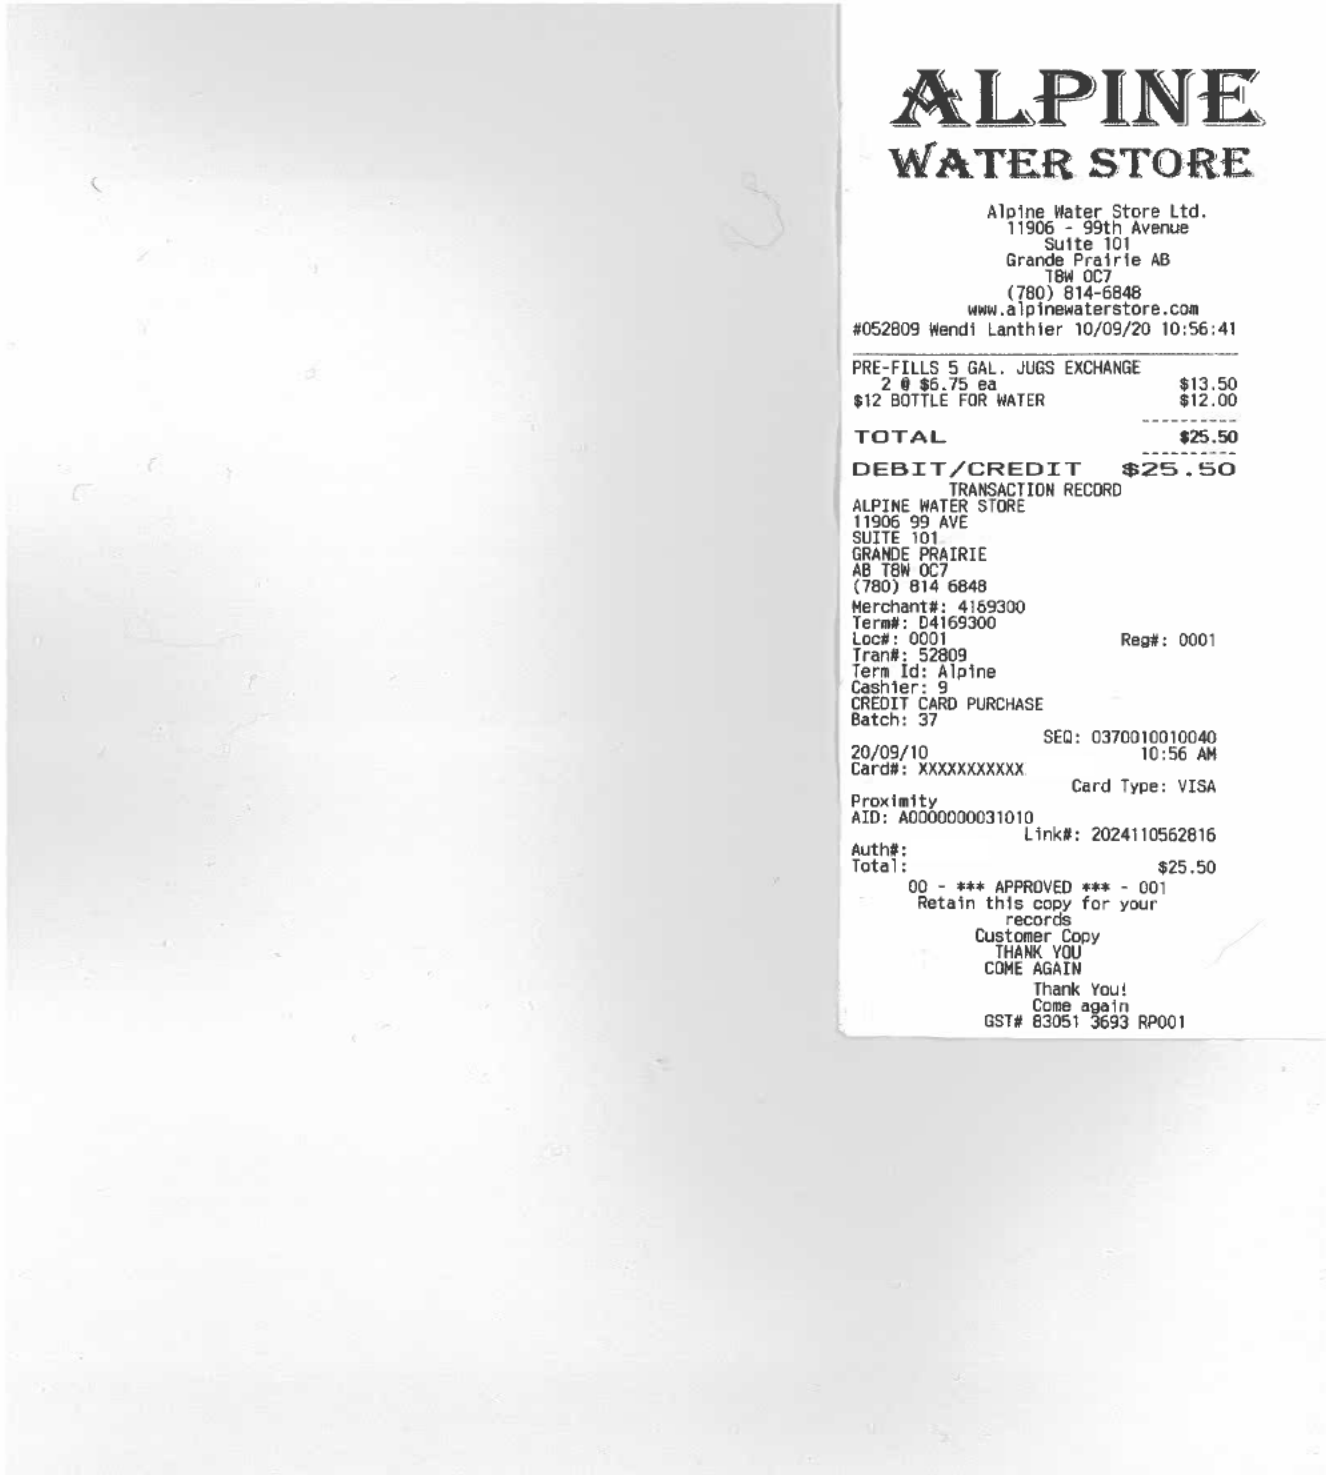 ALPINE
WATER STORE
Alpine Water Store Ltd.
11906 - 99th Avenue
Suite 101
Grande Prairie AB
T8W 0C7
(780) 814-6848
www.alpinewaterstore.com
#052809 Wendi Lanthier 10/09/20 10:56:41
PRE-FILLS 5 GAL. JUGS EXCHANGE
2 @ $6.75 ea $13.50
$12 BOTTLE FOR WATER $12.00
TOTAL $25.50
DEBIT/CREDIT $25.50
TRANSACTION RECORD
ALPINE WATER STORE
11906 99 AVE
SUITE 101
GRANDE PRAIRIE
AB T8W 0C7
(780) 814 6848
Merchant#: 4169300
Term#: D4169300
Loc#: 0001 Reg#: 0001
Tran#: 52809
Term Id: Alpine
Cashier: 9
CREDIT CARD PURCHASE
Batch: 37
SEQ: 0370010010040
20/09/10 10:56 AM
Card#: XXXXXXXXXXX
Card Type: VISA
Proximity
AID: A0000000031010
Link#: 2024110562816
Auth#:
Total: $25.50
00 - *** APPROVED *** - 001
Retain this copy for your
records
Customer Copy
THANK YOU
COME AGAIN
Thank You!
Come again
GST# 83051 3693 RP001